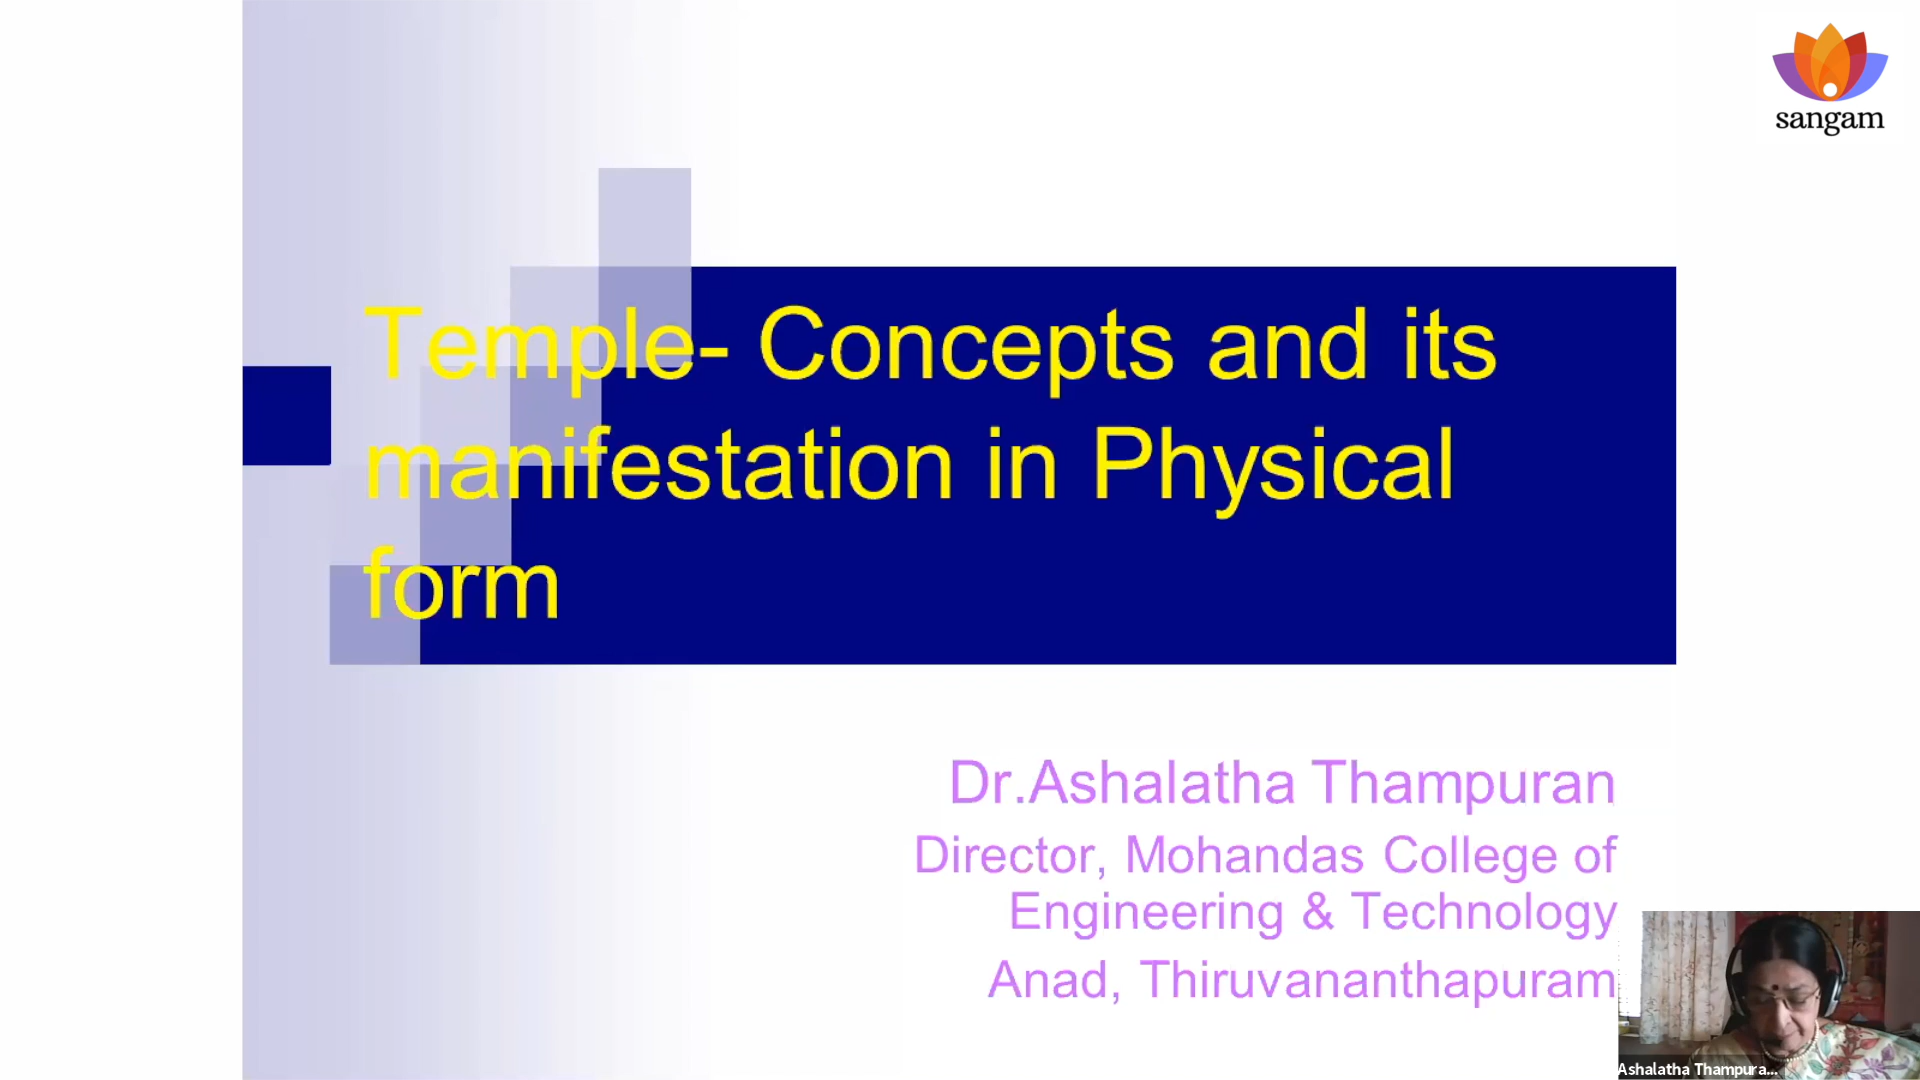 sangam
Temple- Concepts and its
manifestation in Physical
form
Dr.Ashalatha Thampuran
Director, Mohandas College of
Engineering & Technology
Anad, Thiruvananthapuram
Ashalatha Thampura...